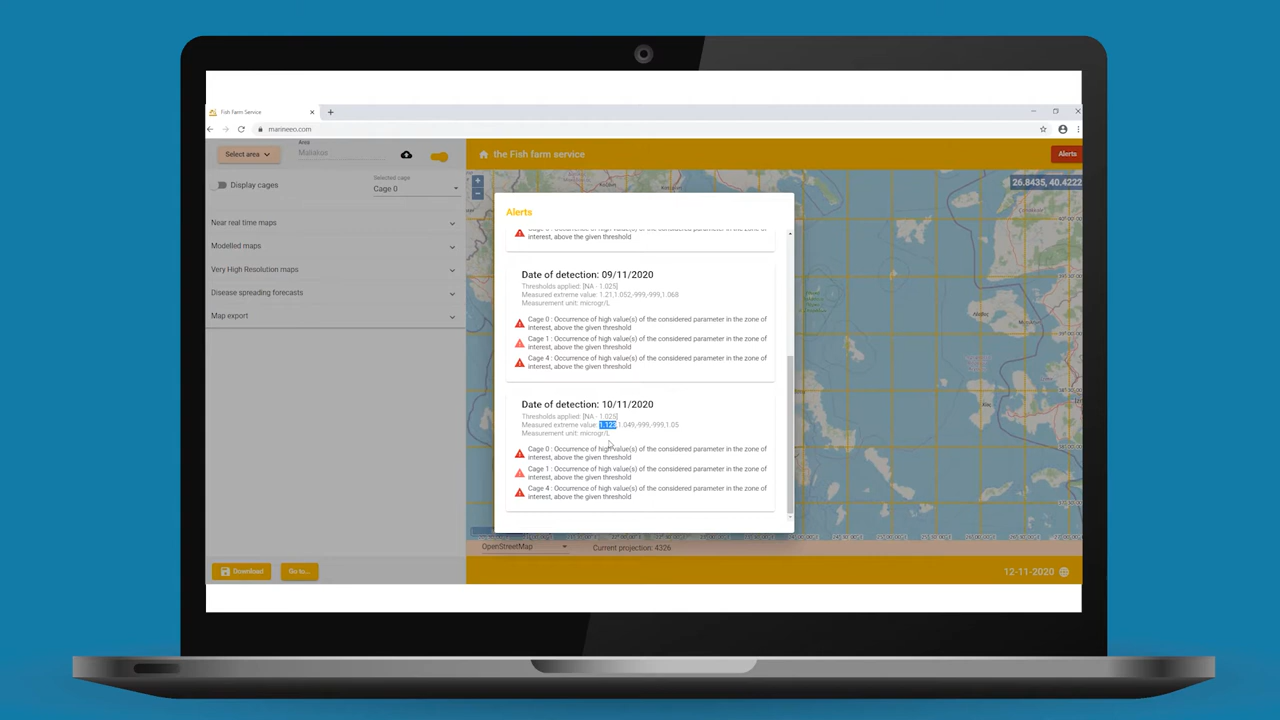 Fish Farm Service
marineeo.com
Select area
Area
Maliakos
the Fish farm service
Alerts
Display cages
Selected cage
Cage 0
26.8435, 40.4222
Near real time maps
Modelled maps
Very High Resolution maps
Disease spreading forecasts
Map export
Alerts
interest, above the given threshold
Date of detection: 09/11/2020
Thresholds applied: [NA - 1.025]
Measured extreme value: 1.21,1.052,-999,-999,1.068
Measurement unit: microgr/L
Cage 0 : Occurrence of high value(s) of the considered parameter in the zone of
interest, above the given threshold
Cage 1 : Occurrence of high value(s) of the considered parameter in the zone of
interest, above the given threshold
Cage 4 : Occurrence of high value(s) of the considered parameter in the zone of
interest, above the given threshold
Date of detection: 10/11/2020
Thresholds applied: [NA - 1.025]
Measured extreme value: 1.123,1.049,-999,-999,1.05
Measurement unit: microgr/L
Cage 0 : Occurrence of high value(s) of the considered parameter in the zone of
interest, above the given threshold
Cage 1 : Occurrence of high value(s) of the considered parameter in the zone of
interest, above the given threshold
Cage 4 : Occurrence of high value(s) of the considered parameter in the zone of
interest, above the given threshold
OpenStreetMap
Current projection: 4326
Download
Go to...
12-11-2020